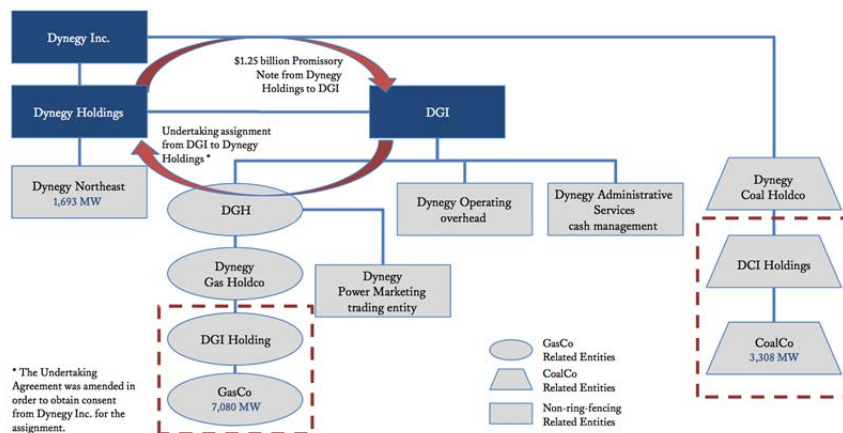 Dynegy Inc.
$1.25 billion Promissory
Note from Dynegy
Holdings to DGI
Dynegy Holdings
DGI
Undertaking assignment
from DGI to Dynegy
Holdings *
Dynegy Northeast
1,693 MW
DGH
Dynegy Operating
overhead
Dynegy Administrative
Services
cash management
Dynegy
Coal Holdco
Dynegy
Gas Holdco
Dynegy
Power Marketing
trading entity
DCI Holdings
DGI Holding
GasCo
7,080 MW
CoalCo
3,308 MW
GasCo
Related Entities
CoalCo
Related Entities
Non-ring-fencing
Related Entities
* The Undertaking
Agreement was amended in
order to obtain consent
from Dynegy Inc. for the
assignment.